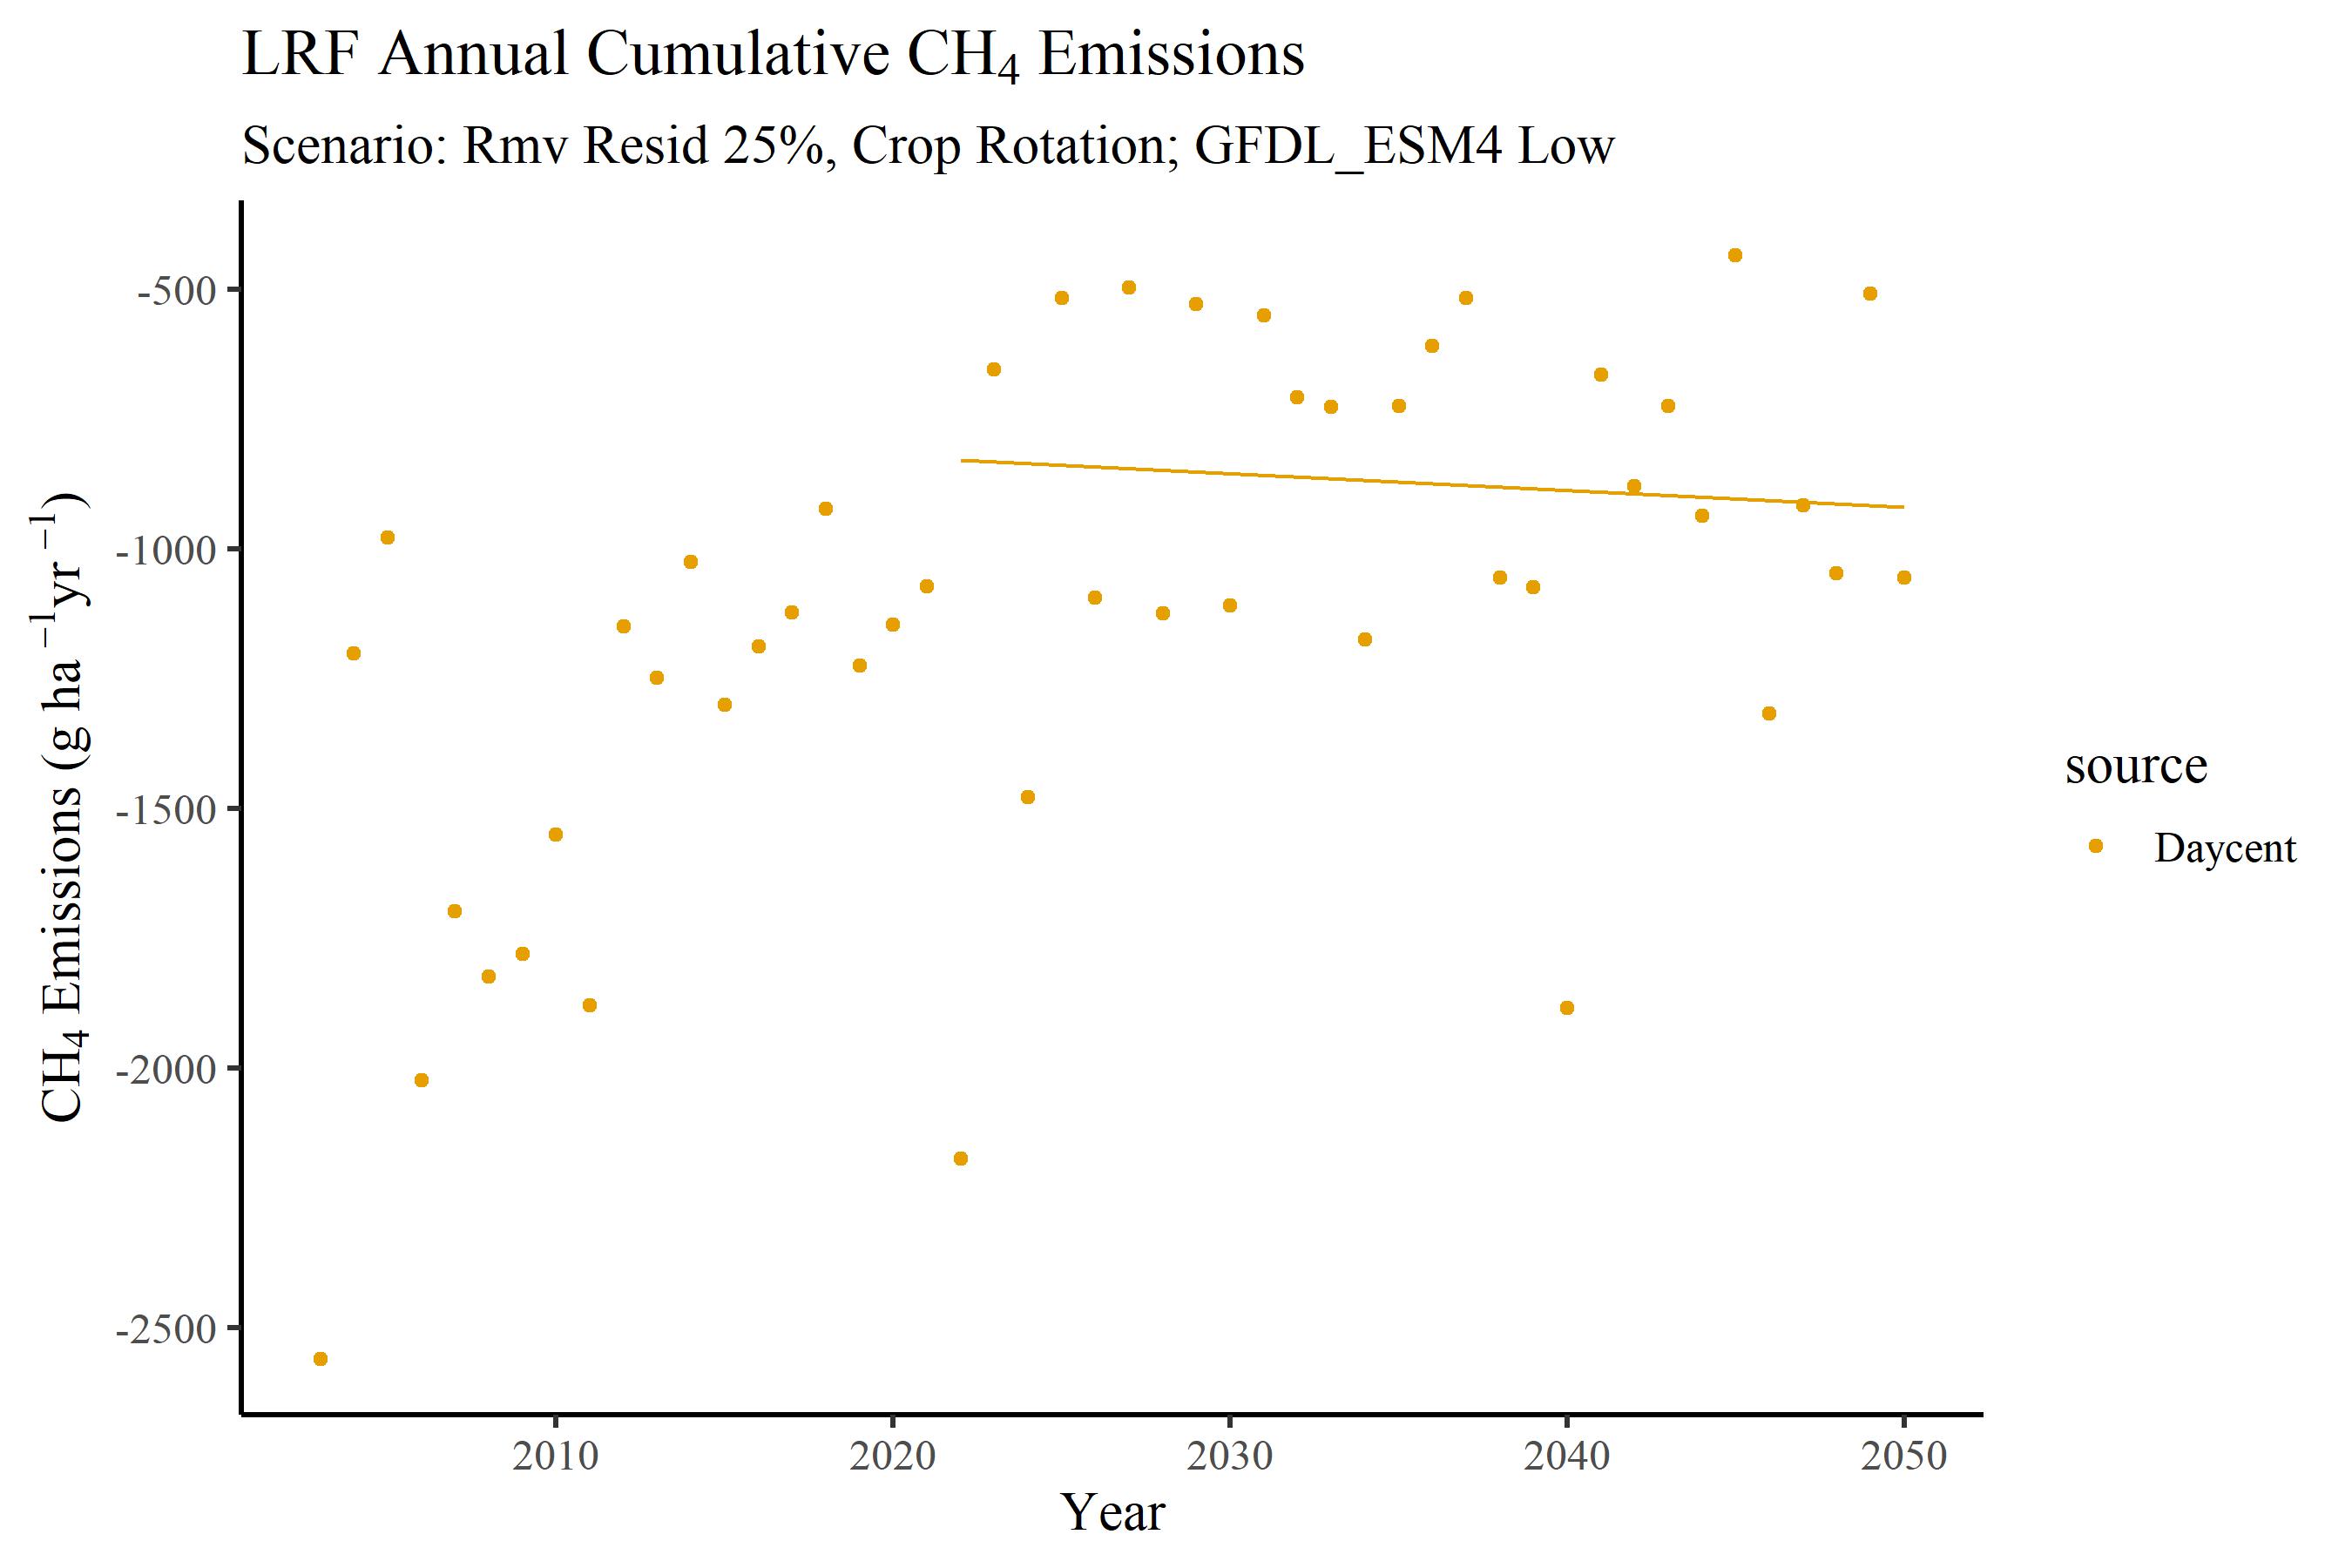 LRF Annual Cumulative CH₄ Emissions
Scenario: Rmv Resid 25%, Crop Rotation; GFDL_ESM4 Low
CH₄ Emissions (g ha ⁻¹yr ⁻¹)
-500
-1000
-1500
-2000
-2500
2010 2020 2030 2040 2050
Year
source
Daycent